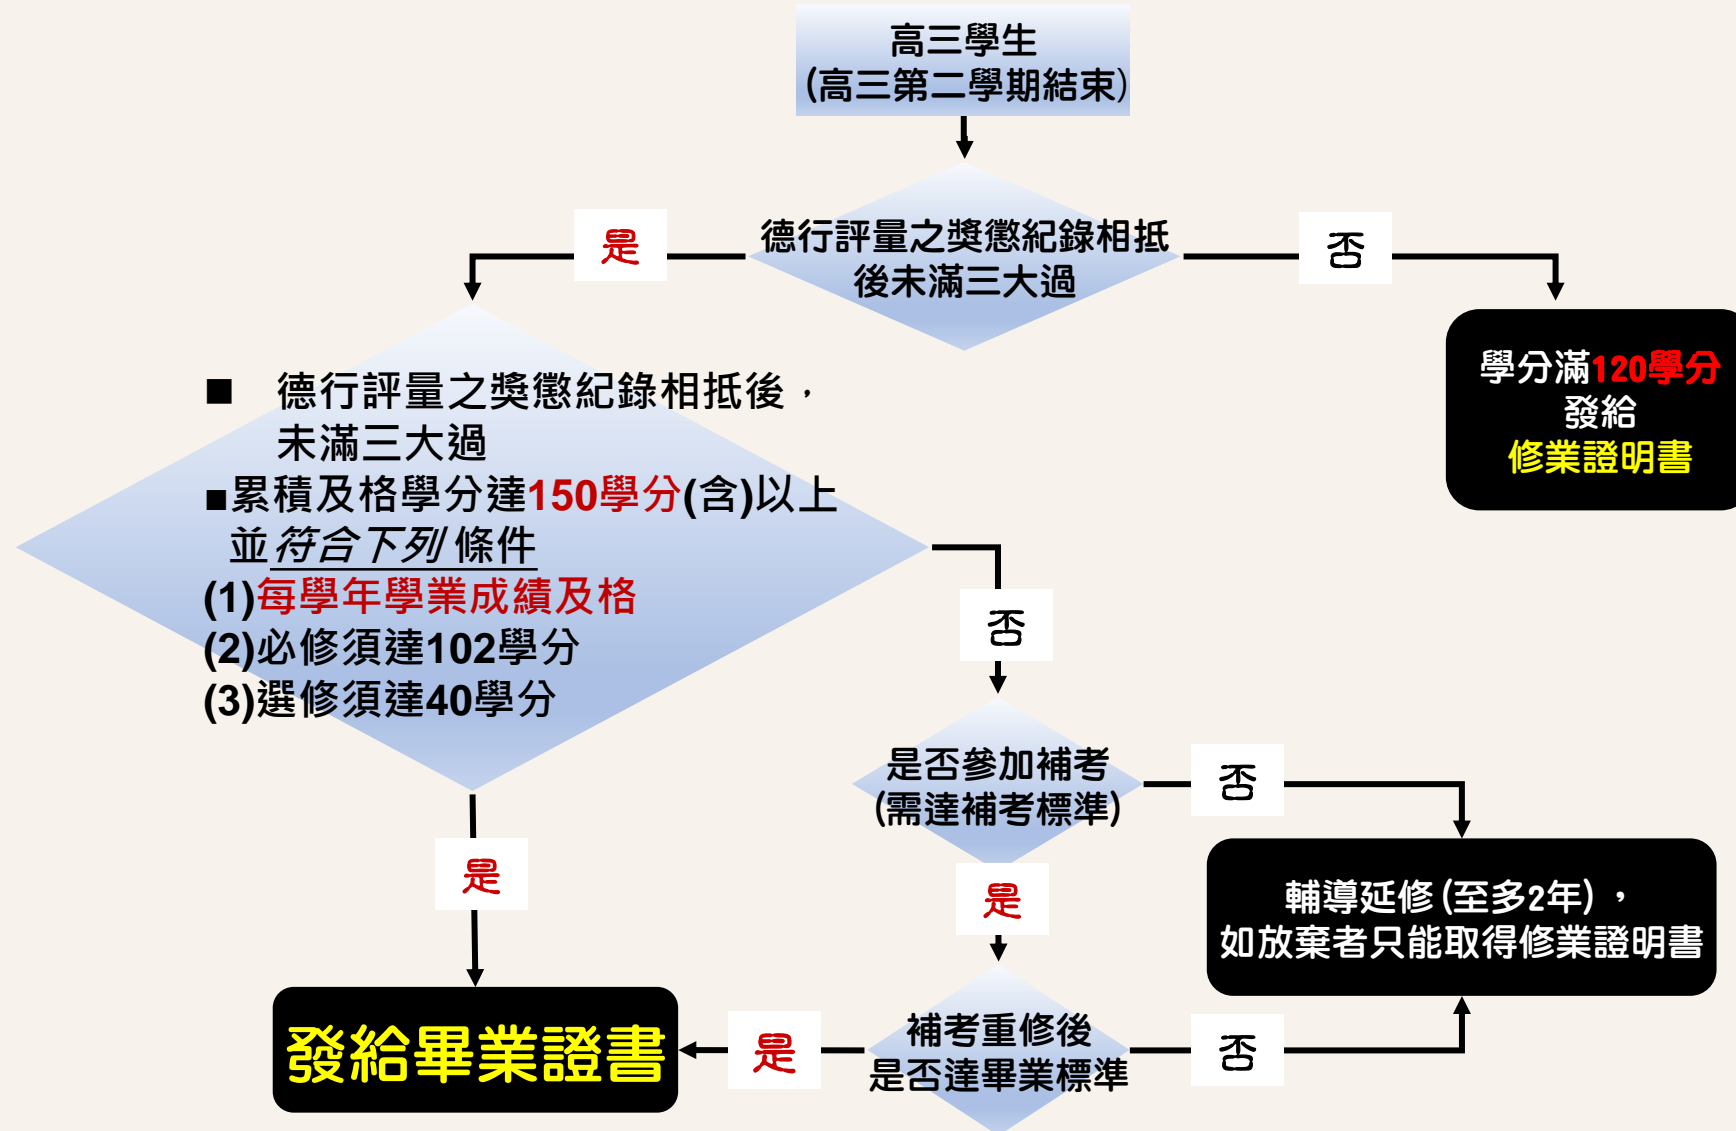 高三學生
(高三第二學期結束)
德行評量之獎懲紀錄相抵
後未滿三大過
是
否
學分滿120學分
發給
修業證明書
■ 德行評量之獎懲紀錄相抵後，
未滿三大過
■累積及格學分達150學分(含)以上
並符合下列條件
(1)每學年學業成績及格
(2)必修須達102學分
(3)選修須達40學分
否
是否參加補考
(需達補考標準)
否
是
是
輔導延修(至多2年)，
如放棄者只能取得修業證明書
發給畢業證書
是
補考重修後
是否達畢業標準
否